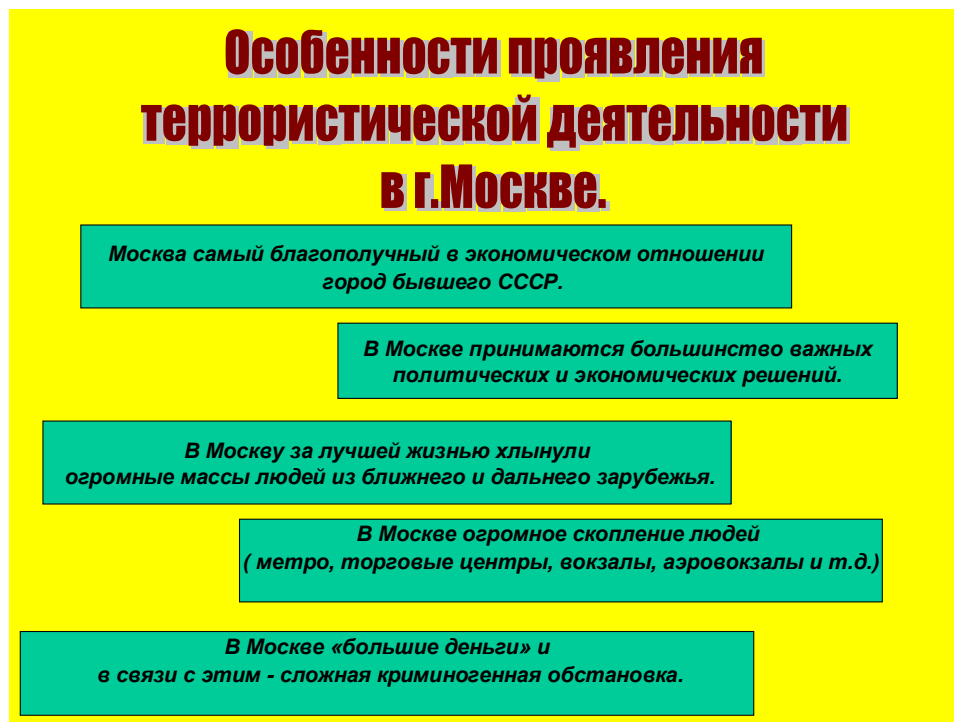 Особенности проявления
террористической деятельности
в г.Москве.
Москва самый благополучный в экономическом отношении
город бывшего СССР.
В Москве принимаются большинство важных
политических и экономических решений.
В Москву за лучшей жизнью хлынули
огромные массы людей из ближнего и дальнего зарубежья.
В Москве огромное скопление людей
( метро, торговые центры, вокзалы, аэровокзалы и т.д.)
В Москве «большие деньги» и
в связи с этим - сложная криминогенная обстановка.